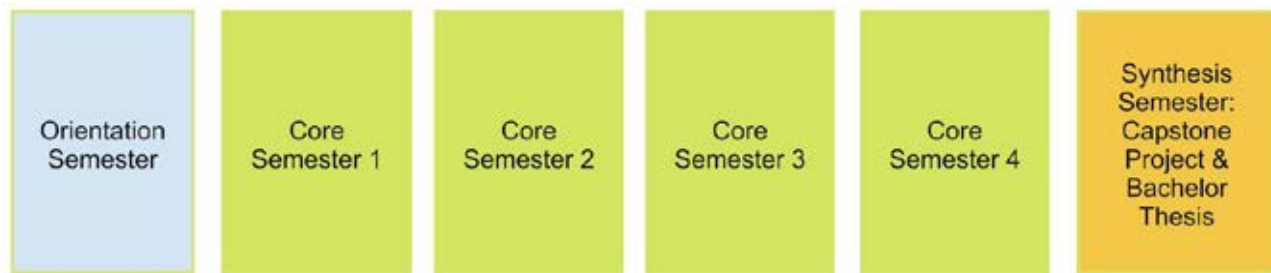 Orientation
Semester
Core
Semester 1
Core
Semester 2
Core
Semester 3
Core
Semester 4
Synthesis
Semester:
Capstone
Project &
Bachelor
Thesis